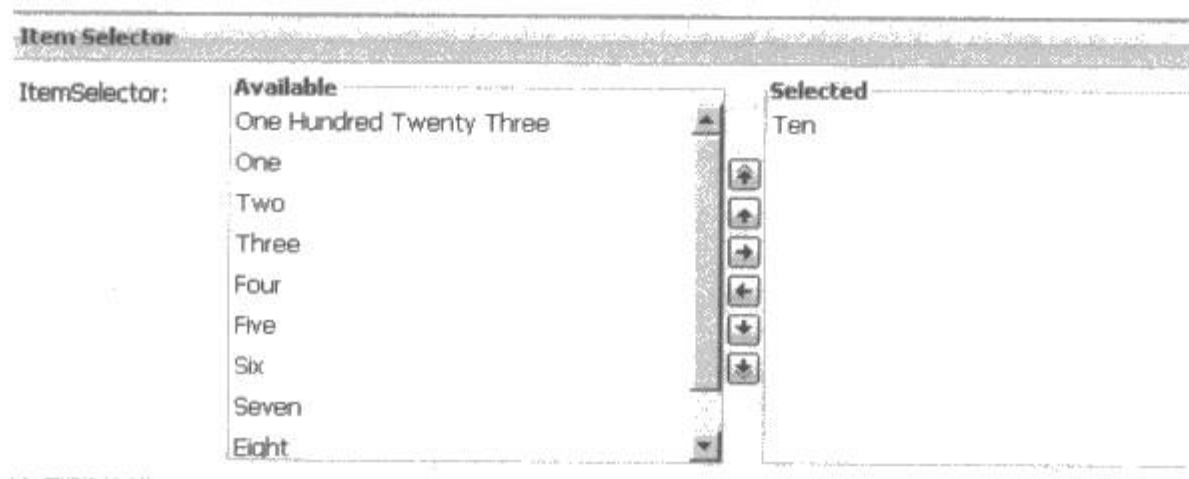 Item Selector
ItemSelector:
Available
One Hundred Twenty Three
One
Two
Three
Four
Five
Six
Seven
Eight
Selected
Ten